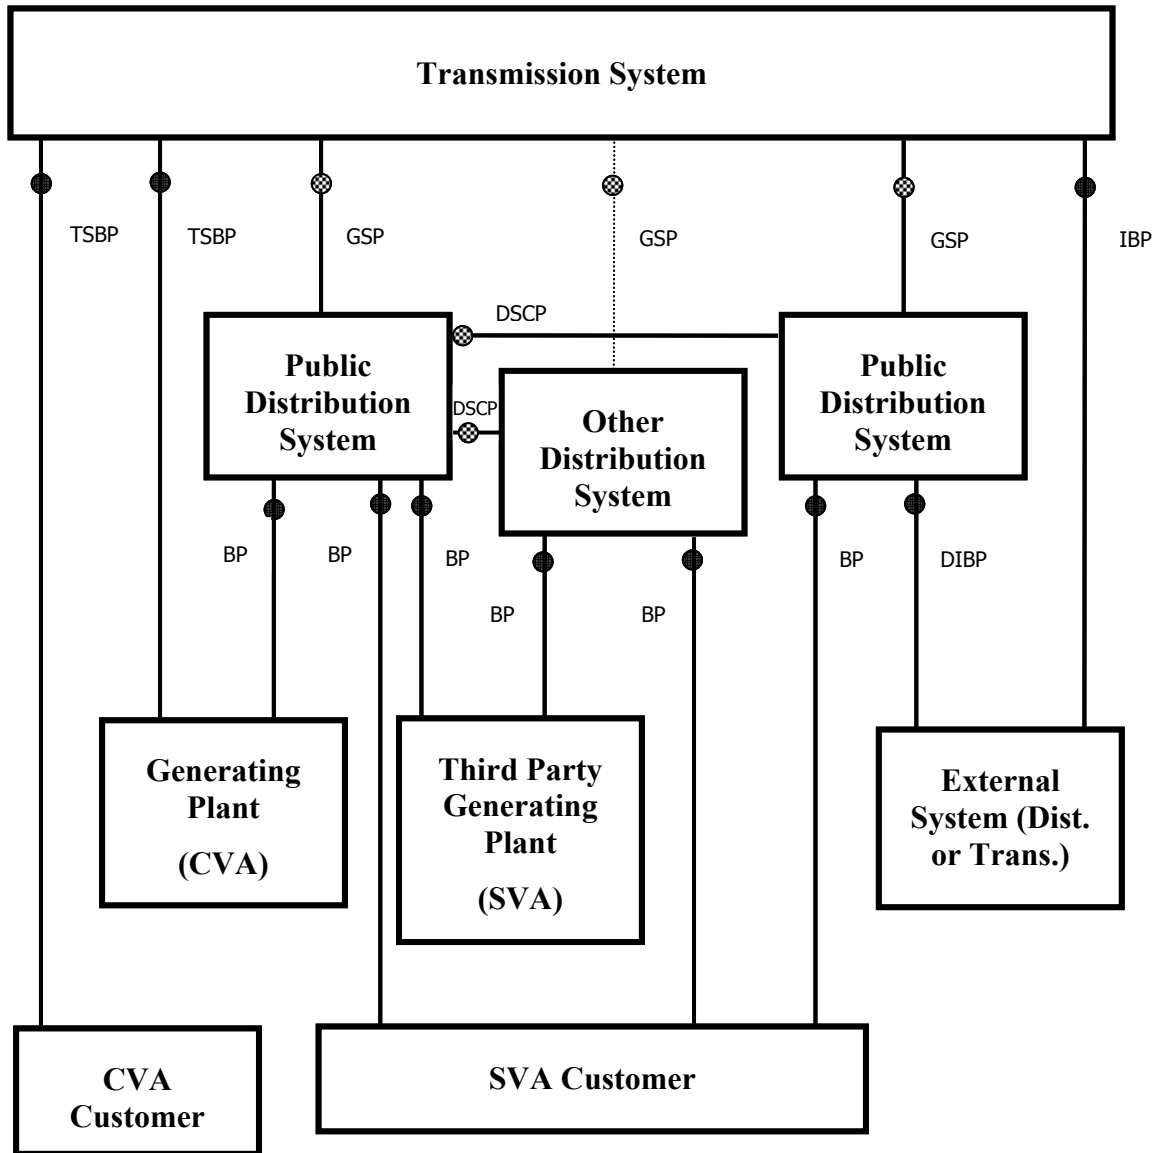 Transmission System
TSBP
TSBP
GSP
GSP
GSP
IBP
DSCP
Public
Distribution
System
DSCP
Other
Distribution
System
Public
Distribution
System
BP
BP
BP
BP
BP
BP
DIBP
Generating
Plant
(CVA)
Third Party
Generating
Plant
(SVA)
External
System (Dist.
or Trans.)
CVA
Customer
SVA Customer